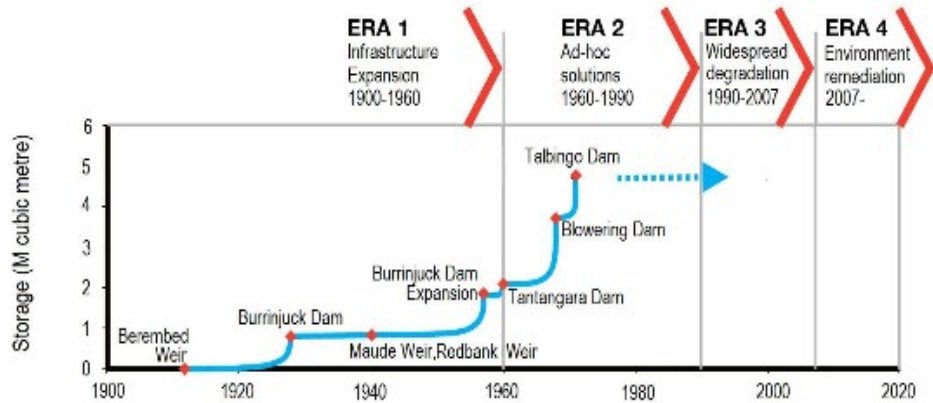 ERA 1
Infrastructure
Expansion
1900-1960
ERA 2
Ad-hoc
solutions
1960-1990
ERA 3
Widespread
degradation
1990-2007
ERA 4
Environment
remediation
2007-
Storage (M cubic metre)
6
5
4
3
2
1
0
Talbingo Dam
Blowering Dam
Burrinjuck Dam
Expansion
Tantangara Dam
Burrinjuck Dam
Berembed
Weir
Maude Weir,Redbank Weir
1900
1920
1940
1960
1980
2000
2020